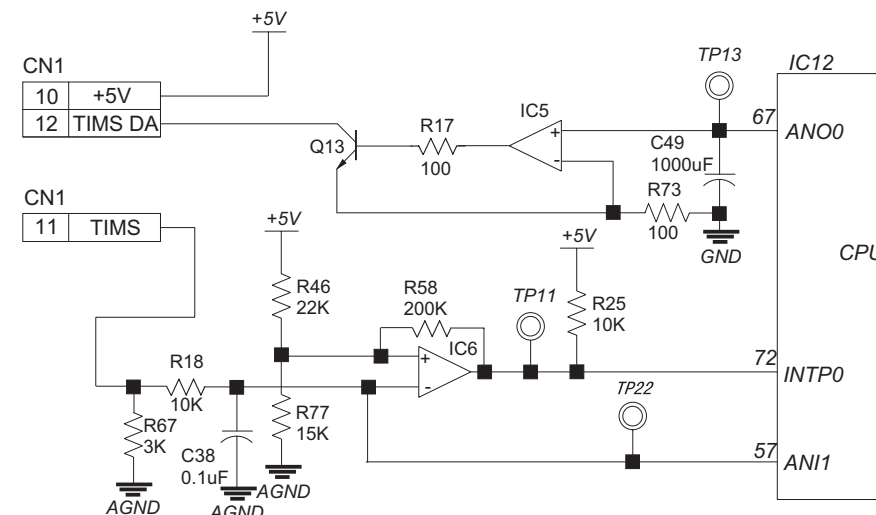 +5V
CN1
10 +5V
12 TIMS DA
Q13
R17
100
IC5
+
-
TP13
IC12
67
ANO0
C49
1000uF
R73
100
GND
CN1
11 TIMS
+5V
R46
22K
R58
200K
TP11
+5V
R25
10K
CPU
IC6
+
-
72
INTP0
R18
10K
R67
3K
AGND
C38
0.1uF
AGND
R77
15K
AGND
TP22
57
ANI1